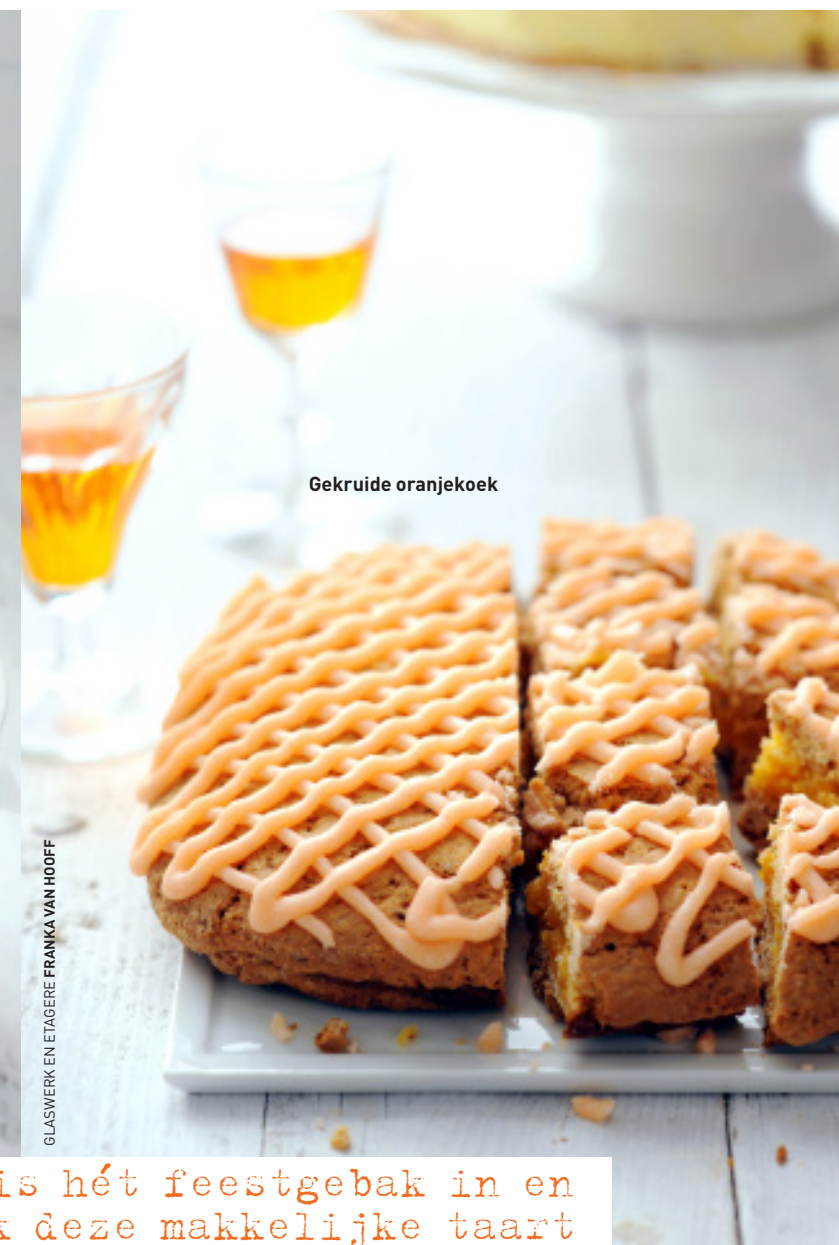 Gekruide oranjekoek
GLASWERK EN ETAGERE FRANKA VAN HOOFF
is hét feestgebak in en
deze makkelijke taart